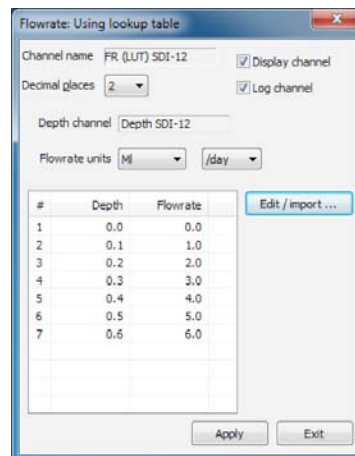 Flowrate: Using lookup table
Channel name FR (LUT) SDI-12 Display channel
Decimal places 2 Log channel
Depth channel Depth SDI-12
Flowrate units Ml /day
# Depth Flowrate Edit / import ...
1 0.0 0.0
2 0.1 1.0
3 0.2 2.0
4 0.3 3.0
5 0.4 4.0
6 0.5 5.0
7 0.6 6.0
Apply Exit